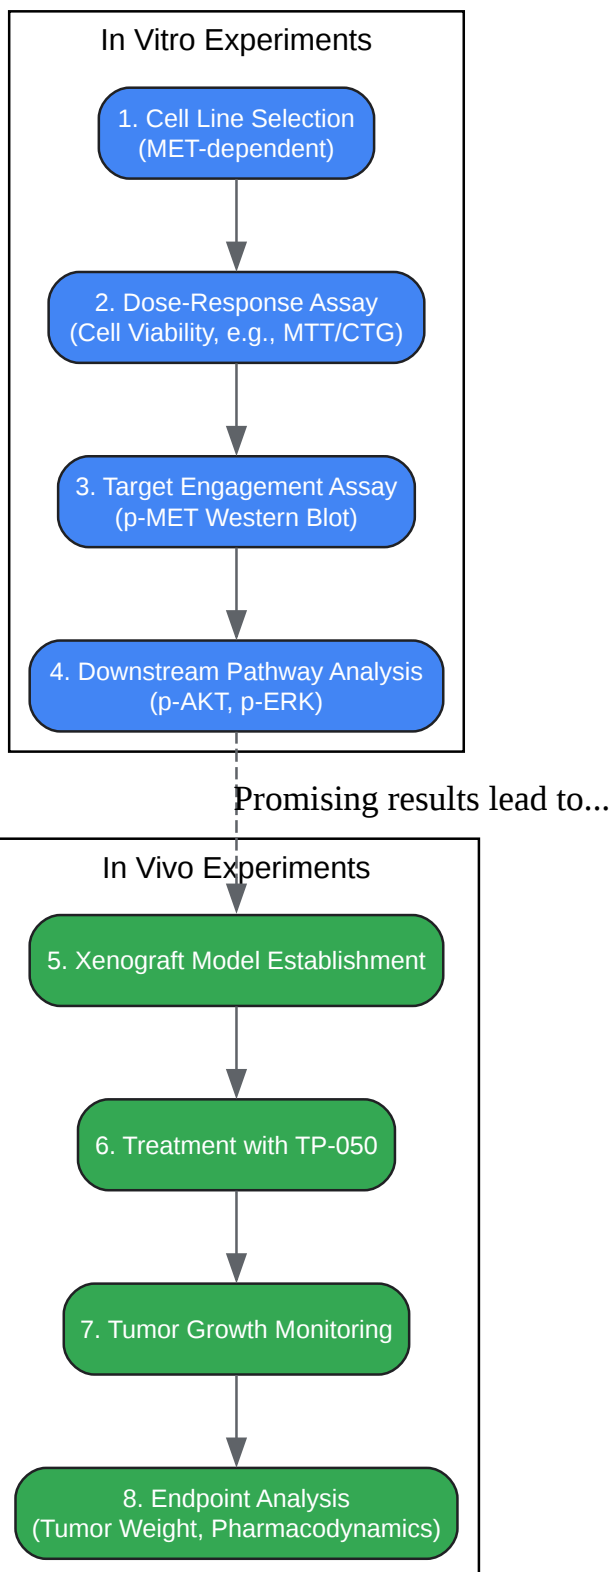 In Vitro Experiments
1. Cell Line Selection
(MET-dependent)
2. Dose-Response Assay
(Cell Viability, e.g., MTT/CTG)
3. Target Engagement Assay
(p-MET Western Blot)
4. Downstream Pathway Analysis
(p-AKT, p-ERK)
Promising results lead to...
In Vivo Experiments
5. Xenograft Model Establishment
6. Treatment with TP-050
7. Tumor Growth Monitoring
8. Endpoint Analysis
(Tumor Weight, Pharmacodynamics)